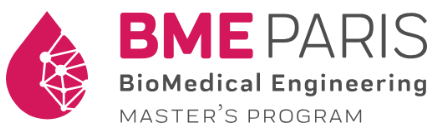 BME PARIS
BioMedical Engineering
MASTER'S PROGRAM